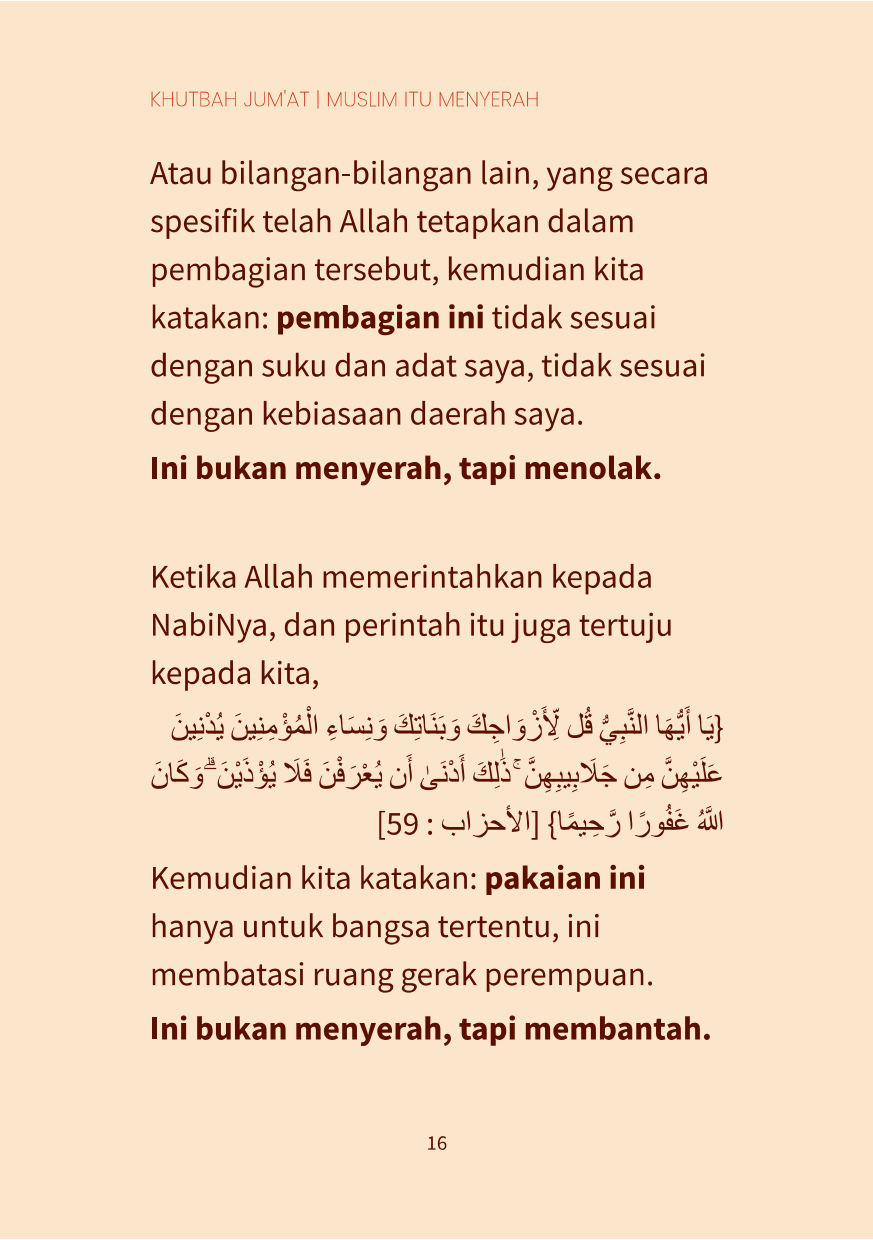 KHUTBAH JUM'AT | MUSLIM ITU MENYERAH
Atau bilangan-bilangan lain, yang secara
spesifik telah Allah tetapkan dalam
pembagian tersebut, kemudian kita
katakan: pembagian ini tidak sesuai
dengan suku dan adat saya, tidak sesuai
dengan kebiasaan daerah saya.
Ini bukan menyerah, tapi menolak.
Ketika Allah memerintahkan kepada
NabiNya, dan perintah itu juga tertuju
kepada kita,
{يَا أَيُّهَا النَّبِيُّ قُل لِّأَزْوَاجِكَ وَبَنَاتِكَ وَنِسَاءِ الْمُؤْمِنِينَ يُدْنِينَ
عَلَيْهِنَّ مِن جَلَابِيبِهِنَّ ۚ ذَٰلِكَ أَدْنَىٰ أَن يُعْرَفْنَ فَلَا يُؤْذَيْنَ ۗ وَكَانَ
اللَّهُ غَفُورًا رَّحِيمًا} [الأحزاب : 59]
Kemudian kita katakan: pakaian ini
hanya untuk bangsa tertentu, ini
membatasi ruang gerak perempuan.
Ini bukan menyerah, tapi membantah.
16